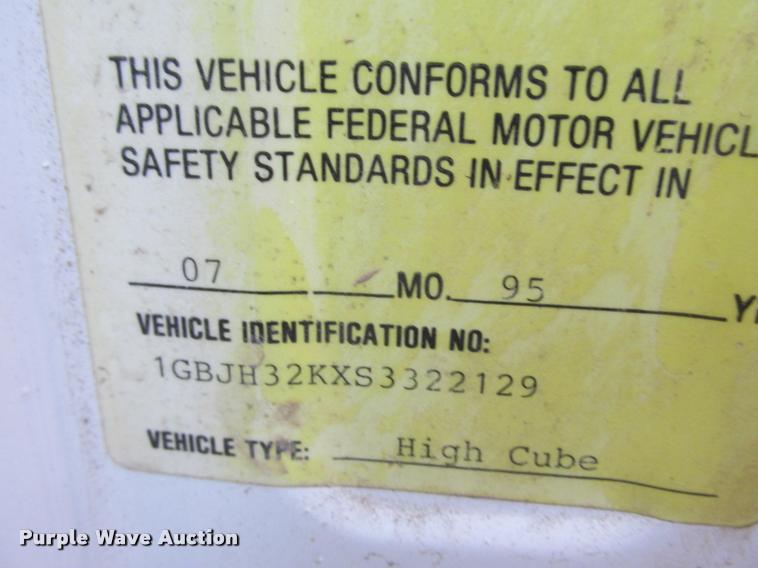 THIS VEHICLE CONFORMS TO ALL
APPLICABLE FEDERAL MOTOR VEHICL
SAFETY STANDARDS IN EFFECT IN
07 MO. 95
VEHICLE IDENTIFICATION NO:
1GBJH32KXS3322129
VEHICLE TYPE: High Cube
Purple Wave Auction